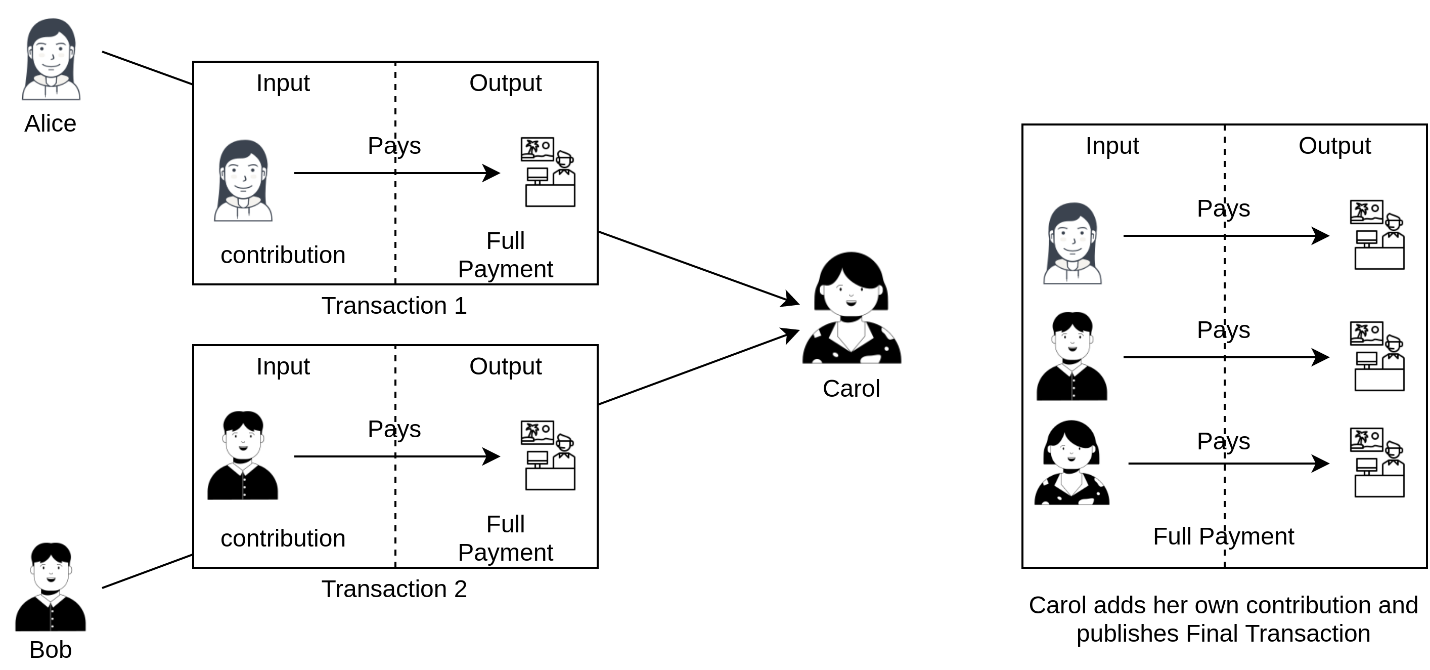 Alice
Input
Output
Pays
contribution
Full
Payment
Transaction 1
Input
Output
Pays
contribution
Full
Payment
Transaction 2
Bob
Carol
Input
Output
Pays
Pays
Pays
Full Payment
Carol adds her own contribution and
publishes Final Transaction